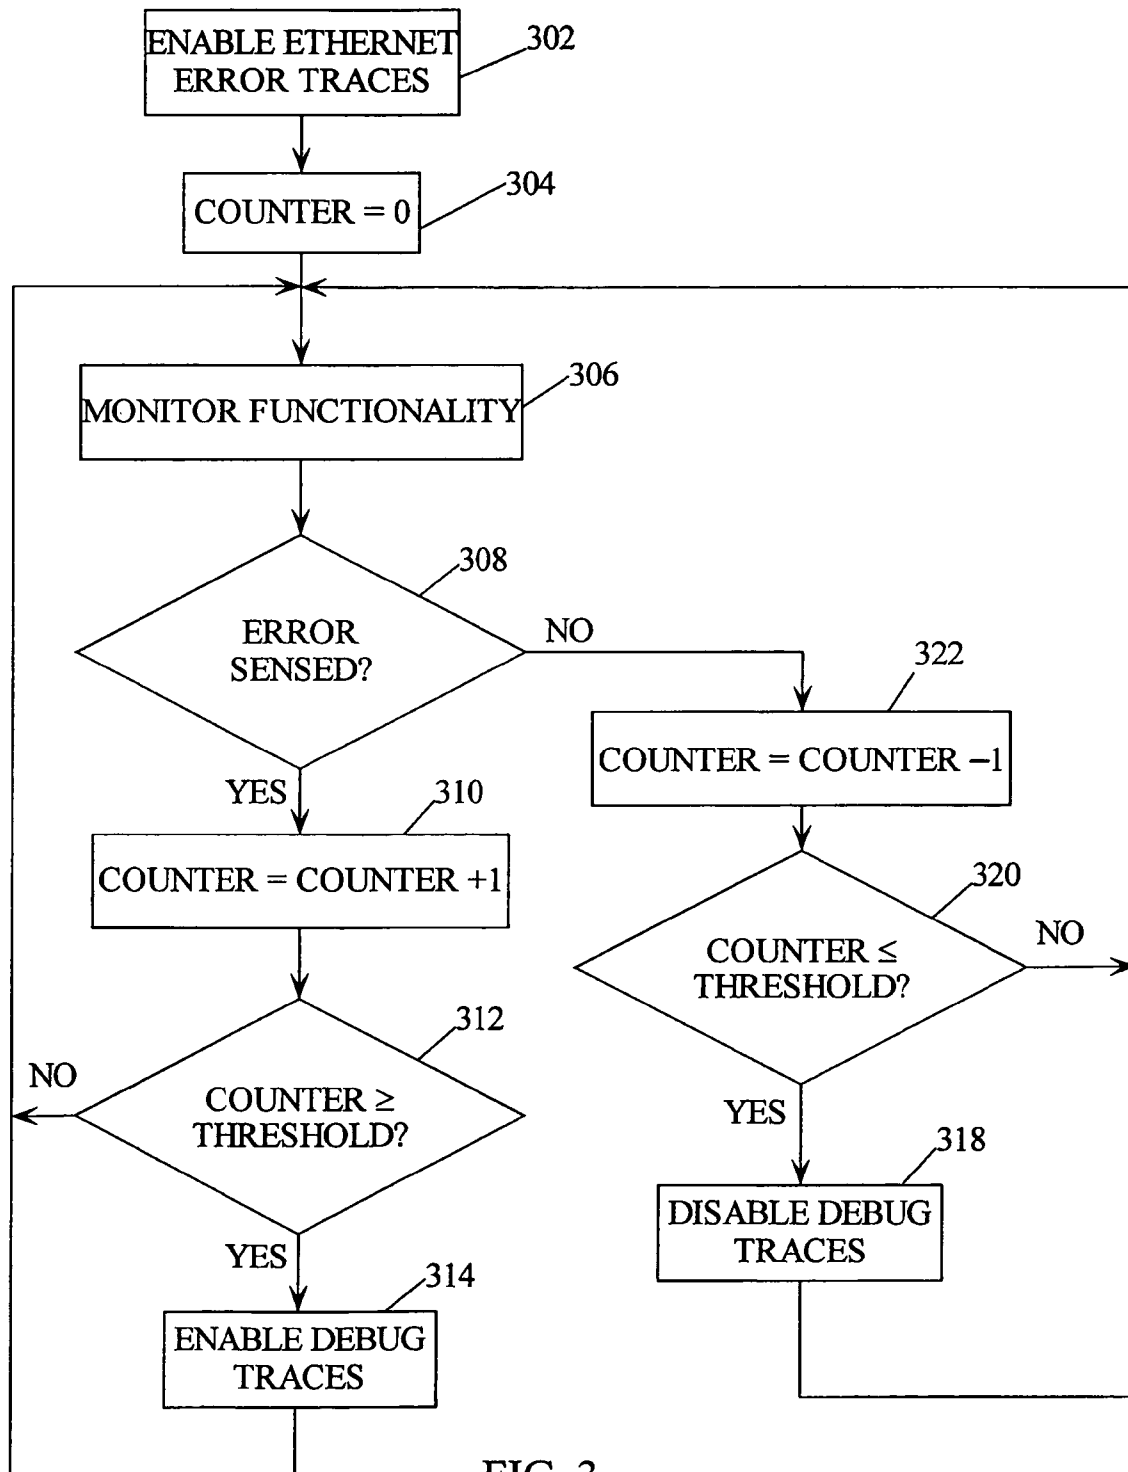 ENABLE ETHERNET
ERROR TRACES
302
COUNTER = 0
304
MONITOR FUNCTIONALITY
306
ERROR
SENSED?
308
NO
YES
322
COUNTER = COUNTER –1
310
COUNTER = COUNTER +1
320
COUNTER ≤
THRESHOLD?
NO
YES
312
COUNTER ≥
THRESHOLD?
NO
YES
318
DISABLE DEBUG
TRACES
314
ENABLE DEBUG
TRACES
FIG. 3